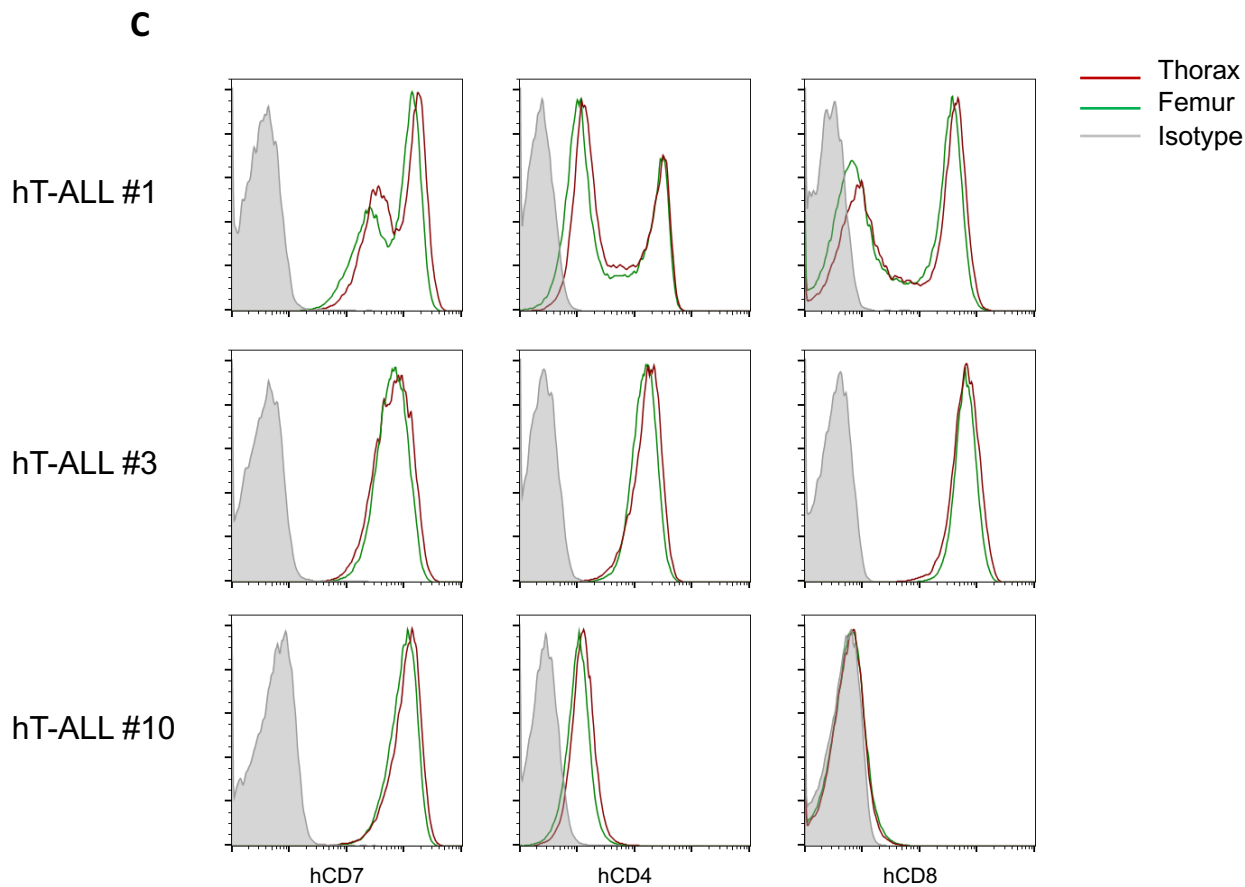 C
Thorax
Femur
Isotype
hT-ALL #1
hT-ALL #3
hT-ALL #10
hCD7 hCD4 hCD8